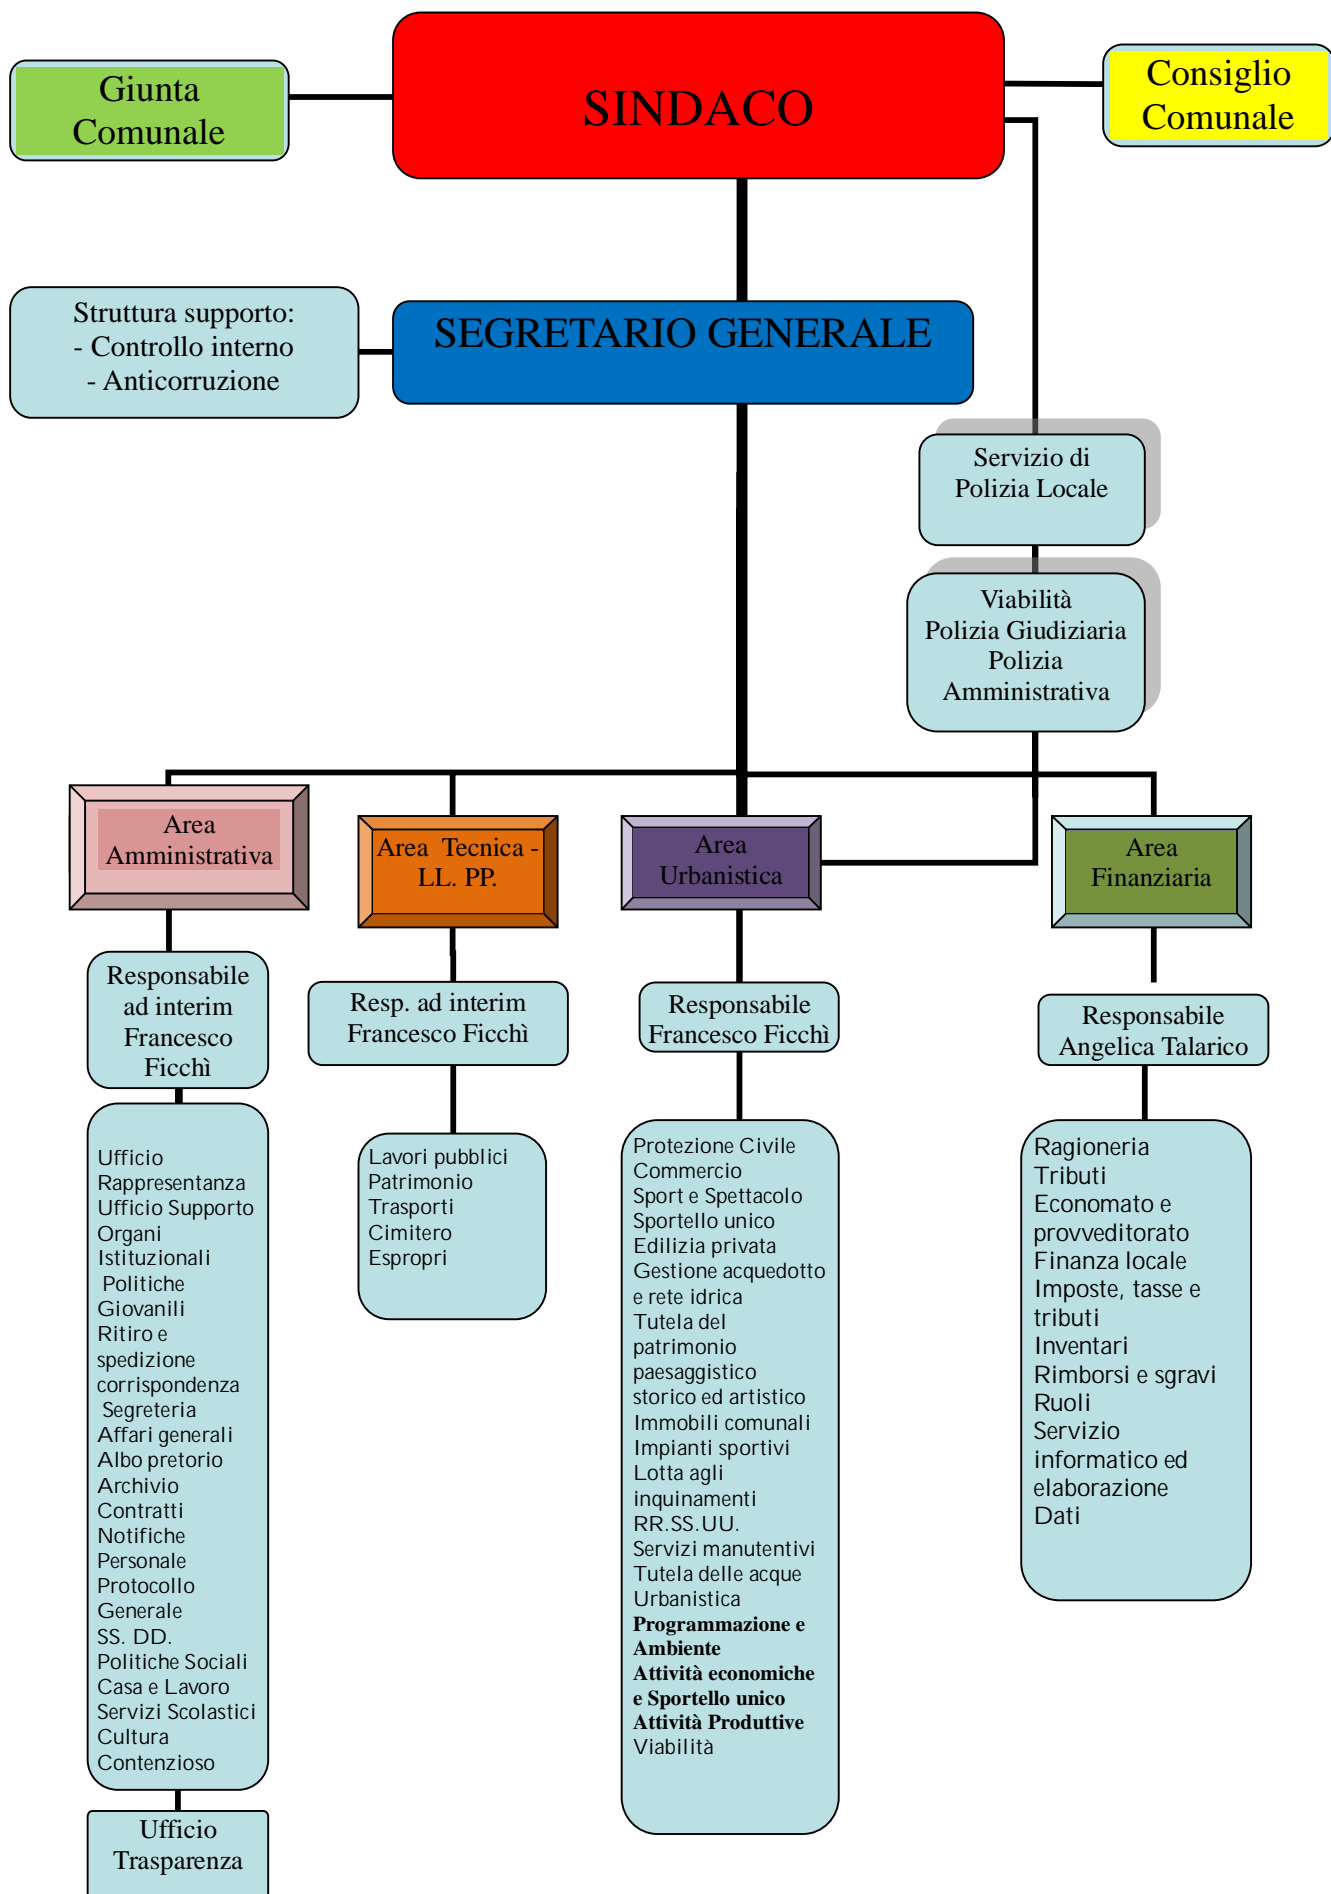 Giunta
Comunale
SINDACO
Consiglio
Comunale
Struttura supporto:
- Controllo interno
- Anticorruzione
SEGRETARIO GENERALE
Servizio di
Polizia Locale
Viabilità
Polizia Giudiziaria
Polizia
Amministrativa
Area
Amministrativa
Area  Tecnica -
LL. PP.
Area
Urbanistica
Area
Finanziaria
Responsabile
ad interim
Francesco
Ficchì
Resp. ad interim
Francesco Ficchì
Responsabile
Francesco Ficchì
Responsabile
Angelica Talarico
Ufficio
Rappresentanza
Ufficio Supporto
Organi
Istituzionali
Politiche
Giovanili
Ritiro e
spedizione
corrispondenza
Segreteria
Affari generali
Albo pretorio
Archivio
Contratti
Notifiche
Personale
Protocollo
Generale
SS. DD.
Politiche Sociali
Casa e Lavoro
Servizi Scolastici
Cultura
Contenzioso
Ufficio
Trasparenza
Lavori pubblici
Patrimonio
Trasporti
Cimitero
Espropri
Protezione Civile
Commercio
Sport e Spettacolo
Sportello unico
Edilizia privata
Gestione acquedotto
e rete idrica
Tutela del
patrimonio
paesaggistico
storico ed artistico
Immobili comunali
Impianti sportivi
Lotta agli
inquinamenti
RR.SS.UU.
Servizi manutentivi
Tutela delle acque
Urbanistica
Programmazione e
Ambiente
Attività economiche
e Sportello unico
Attività Produttive
Viabilità
Ragioneria
Tributi
Economato e
provveditorato
Finanza locale
Imposte, tasse e
tributi
Inventari
Rimborsi e sgravi
Ruoli
Servizio
informatico ed
elaborazione
Dati